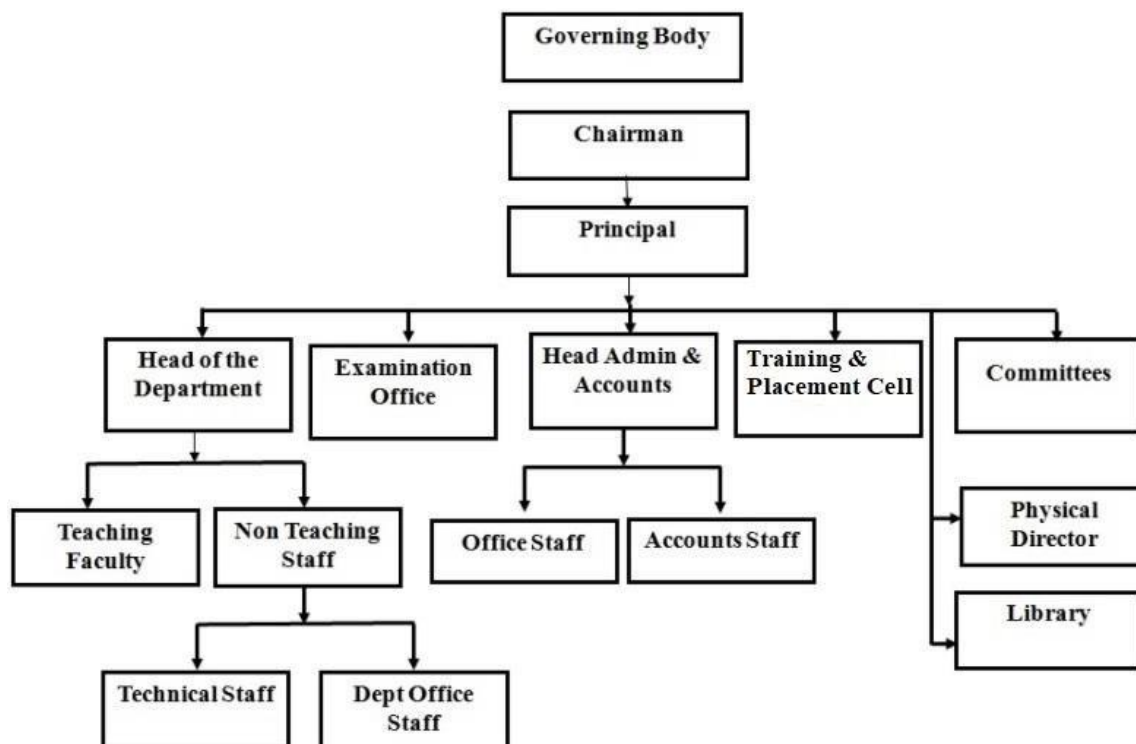 Governing Body
Chairman
Principal
Head of the
Department
Examination
Office
Head Admin &
Accounts
Training &
Placement Cell
Committees
Teaching
Faculty
Non Teaching
Staff
Office Staff
Accounts Staff
Physical
Director
Library
Technical Staff
Dept Office
Staff